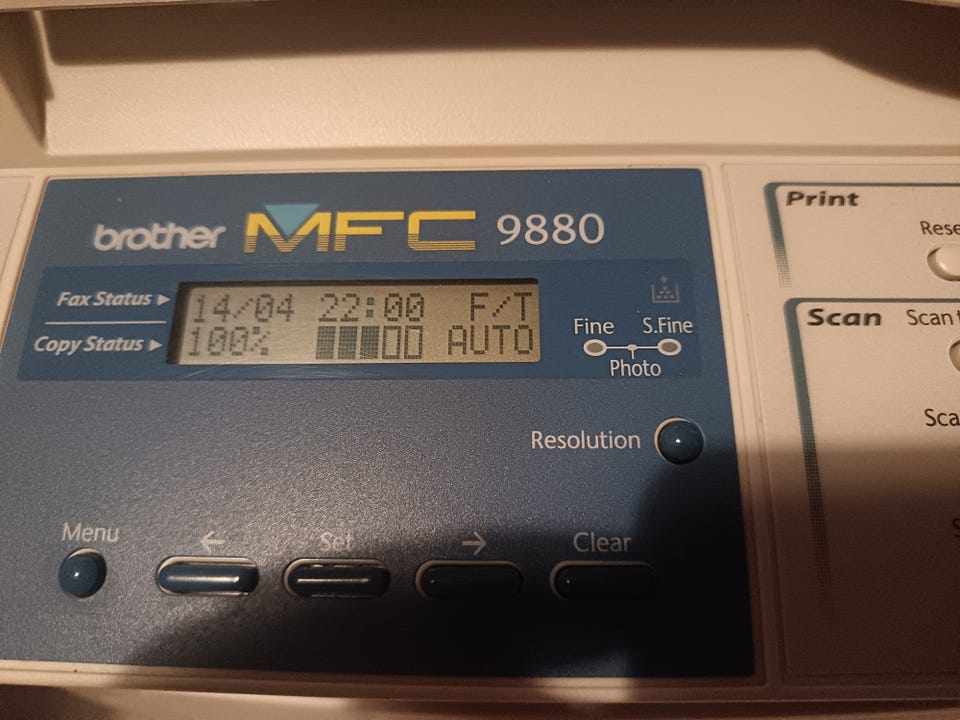 brother MFC 9880
Fax Status 14/04 22:00 F/T
Copy Status 100% AUTO
Fine S.Fine
Photo
Resolution
Menu ← Set → Clear
Print
Scan Scan